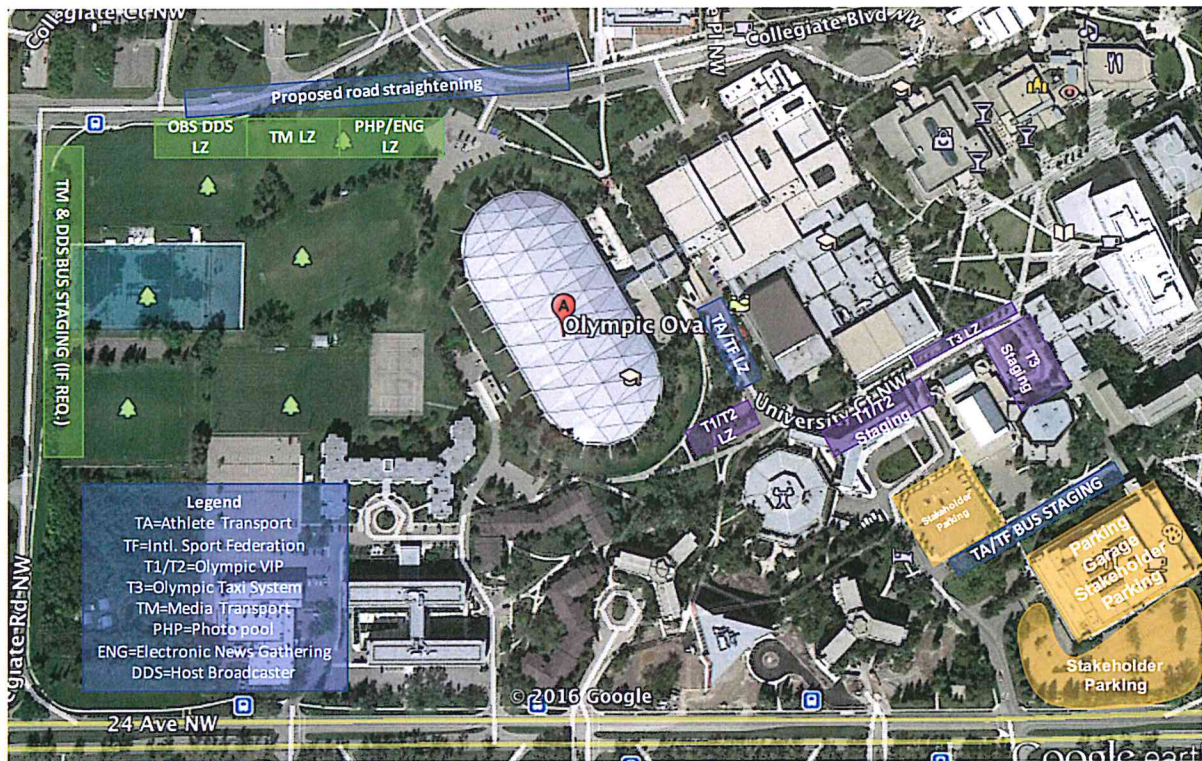 Collegiate Ct NW
Collegiate Blvd NW
Pl NW
Proposed road straightening
OBS DDS
LZ
TM LZ
PHP/ENG
LZ
TM & DDS BUS STAGING (IF REQ.)
A
Olympic Oval
TA/TF LZ
T3 LZ
T3
Staging
University Ct NW
T1/T2
Staging
T1/T2
LZ
Stakeholder
Parking
TA/TF BUS STAGING
Parking
Garage
Stakeholder
Parking
Stakeholder
Parking
Legend
TA=Athlete Transport
TF=Intl. Sport Federation
T1/T2=Olympic VIP
T3=Olympic Taxi System
TM=Media Transport
PHP=Photo pool
ENG=Electronic News Gathering
DDS=Host Broadcaster
egiate Rd NW
© 2016 Google
24 Ave NW
Google eart